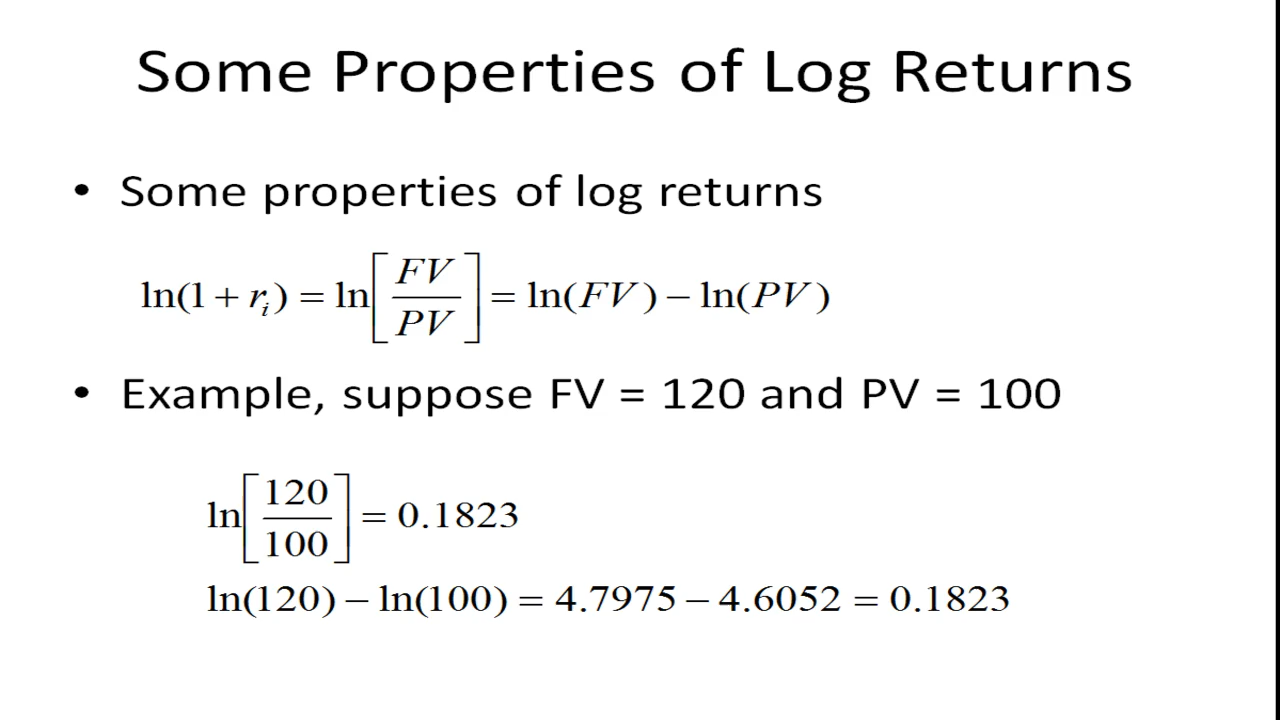 Some Properties of Log Returns
• Some properties of log returns
ln(1 + r_i) = ln[FV/PV] = ln(FV) − ln(PV)
• Example, suppose FV = 120 and PV = 100
ln[120/100] = 0.1823
ln(120) − ln(100) = 4.7975 − 4.6052 = 0.1823